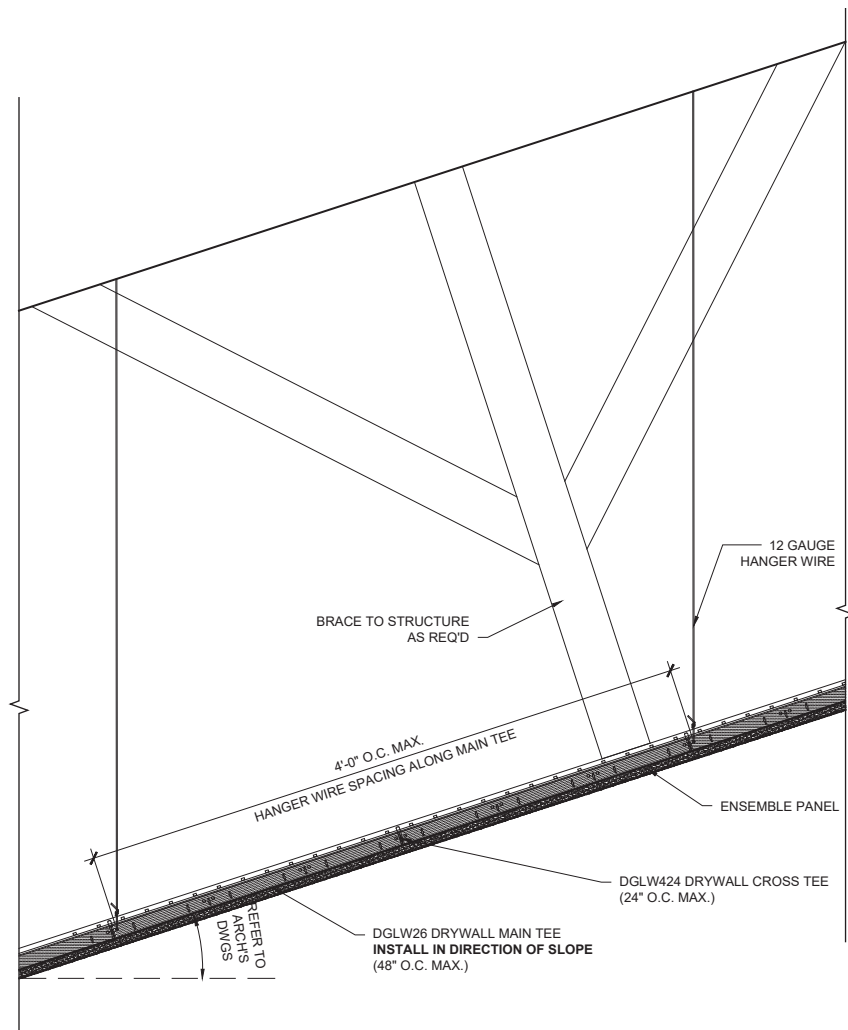 12 GAUGE
HANGER WIRE
BRACE TO STRUCTURE
AS REQ'D
4'-0" O.C. MAX.
HANGER WIRE SPACING ALONG MAIN TEE
ENSEMBLE PANEL
DGLW424 DRYWALL CROSS TEE
(24" O.C. MAX.)
REFER TO
ARCH'S
DWGS
DGLW26 DRYWALL MAIN TEE
INSTALL IN DIRECTION OF SLOPE
(48" O.C. MAX.)